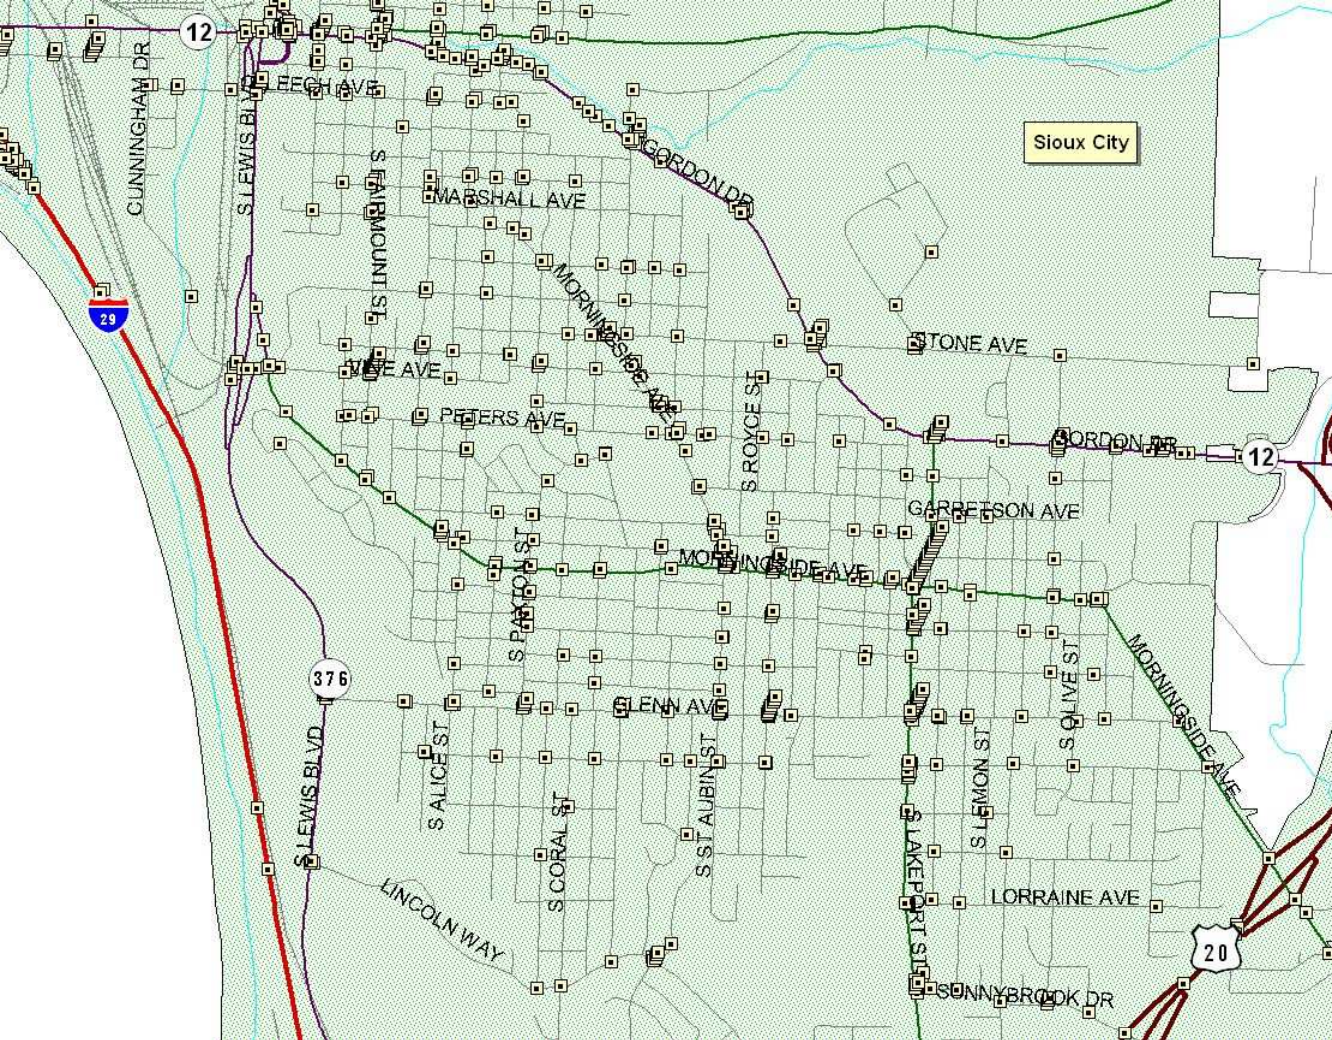 12
CUNNINGHAM DR
S LEWIS BLVD
LEECH AVE
S FAIRMOUNT ST
GORDON DR
Sioux City
MARSHALL AVE
MORNINGSIDE AVE
29
STONE AVE
VINE AVE
PETERS AVE
S ROYCE ST
GORDON DR
12
GARRETSON AVE
S PAXTON ST
MORNINGSIDE AVE
376
S OLIVE ST
MORNINGSIDE AVE
GLENN AVE
S LEWIS BLVD
S ALICE ST
S ST AUBIN ST
S LEMON ST
S CORAL ST
S LAKEPORT ST
LINCOLN WAY
LORRAINE AVE
20
SUNNYBROOK DR